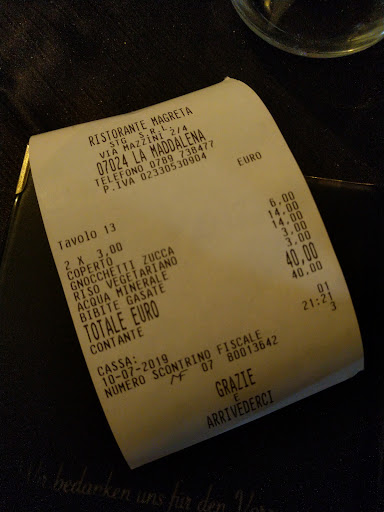 RISTORANTE MAGRETA
STG S.R.L.
VIA MAZZINI 2/4
07024 LA MADDALENA
TELEFONO 0789 738477
P.IVA 02330530904
EURO
Tavolo 13
2 X 3,00
COPERTO 6,00
GNOCCHETTI ZUCCA 14,00
RISO VEGETARIANO 14,00
ACQUA MINERALE 3,00
BIBITE GASATE 3,00
TOTALE EURO 40,00
CONTANTE 40,00
CASSA: 01
10-07-2019 21:21
NUMERO SCONTRINO FISCALE 3
MF 07 80013642
GRAZIE
E
ARRIVEDERCI
Wir bedanken uns für den